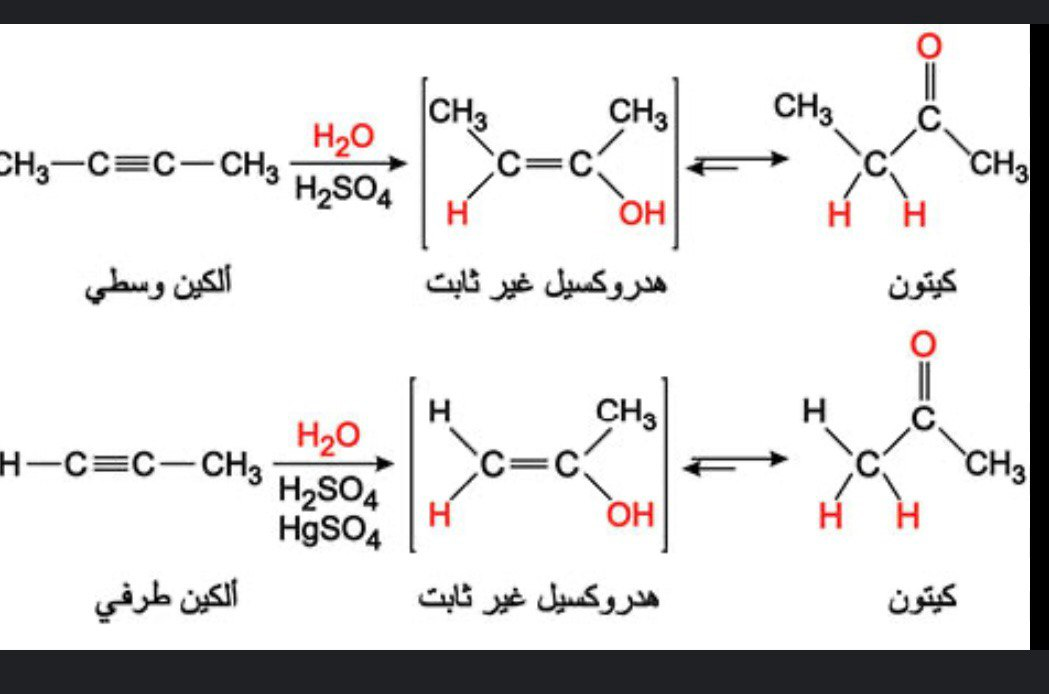 CH₃—C≡C—CH₃ H₂O H₂SO₄ CH₃ CH₃ C=C H OH CH₃ O C CH₃ C H H
ألكين وسطي هدروكسيل غير ثابت كيتون
H—C≡C—CH₃ H₂O H₂SO₄ HgSO₄ H CH₃ C=C H OH H O C CH₃ C H H
ألكين طرفي هدروكسيل غير ثابت كيتون